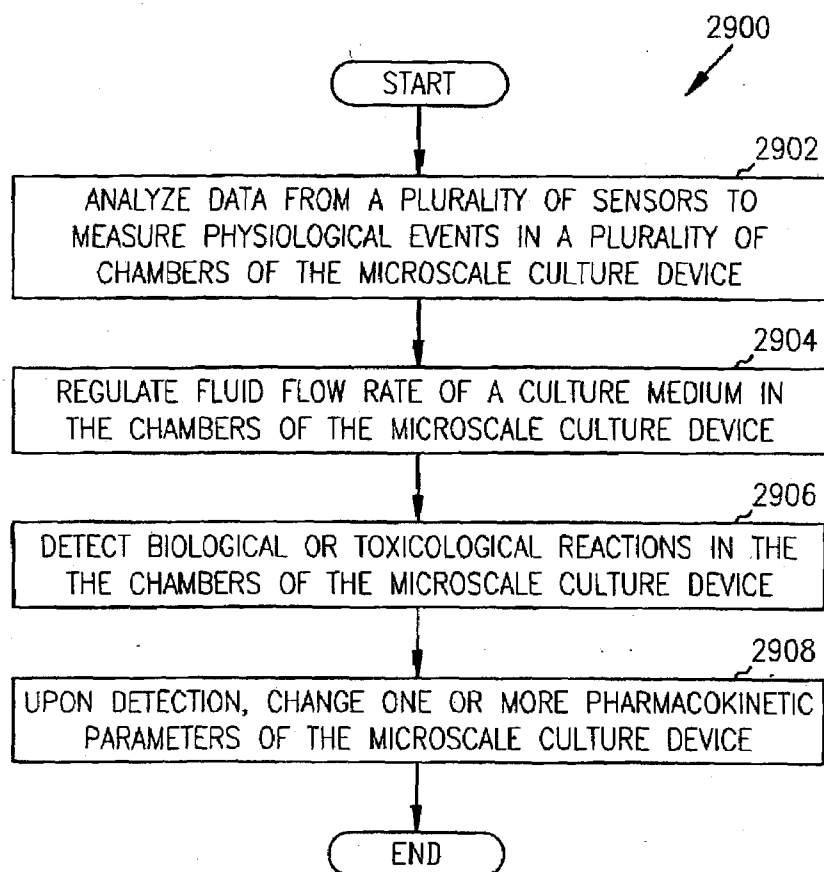 2900
START
2902
ANALYZE DATA FROM A PLURALITY OF SENSORS TO
MEASURE PHYSIOLOGICAL EVENTS IN A PLURALITY OF
CHAMBERS OF THE MICROSCALE CULTURE DEVICE
2904
REGULATE FLUID FLOW RATE OF A CULTURE MEDIUM IN
THE CHAMBERS OF THE MICROSCALE CULTURE DEVICE
2906
DETECT BIOLOGICAL OR TOXICOLOGICAL REACTIONS IN THE
THE CHAMBERS OF THE MICROSCALE CULTURE DEVICE
2908
UPON DETECTION, CHANGE ONE OR MORE PHARMACOKINETIC
PARAMETERS OF THE MICROSCALE CULTURE DEVICE
END